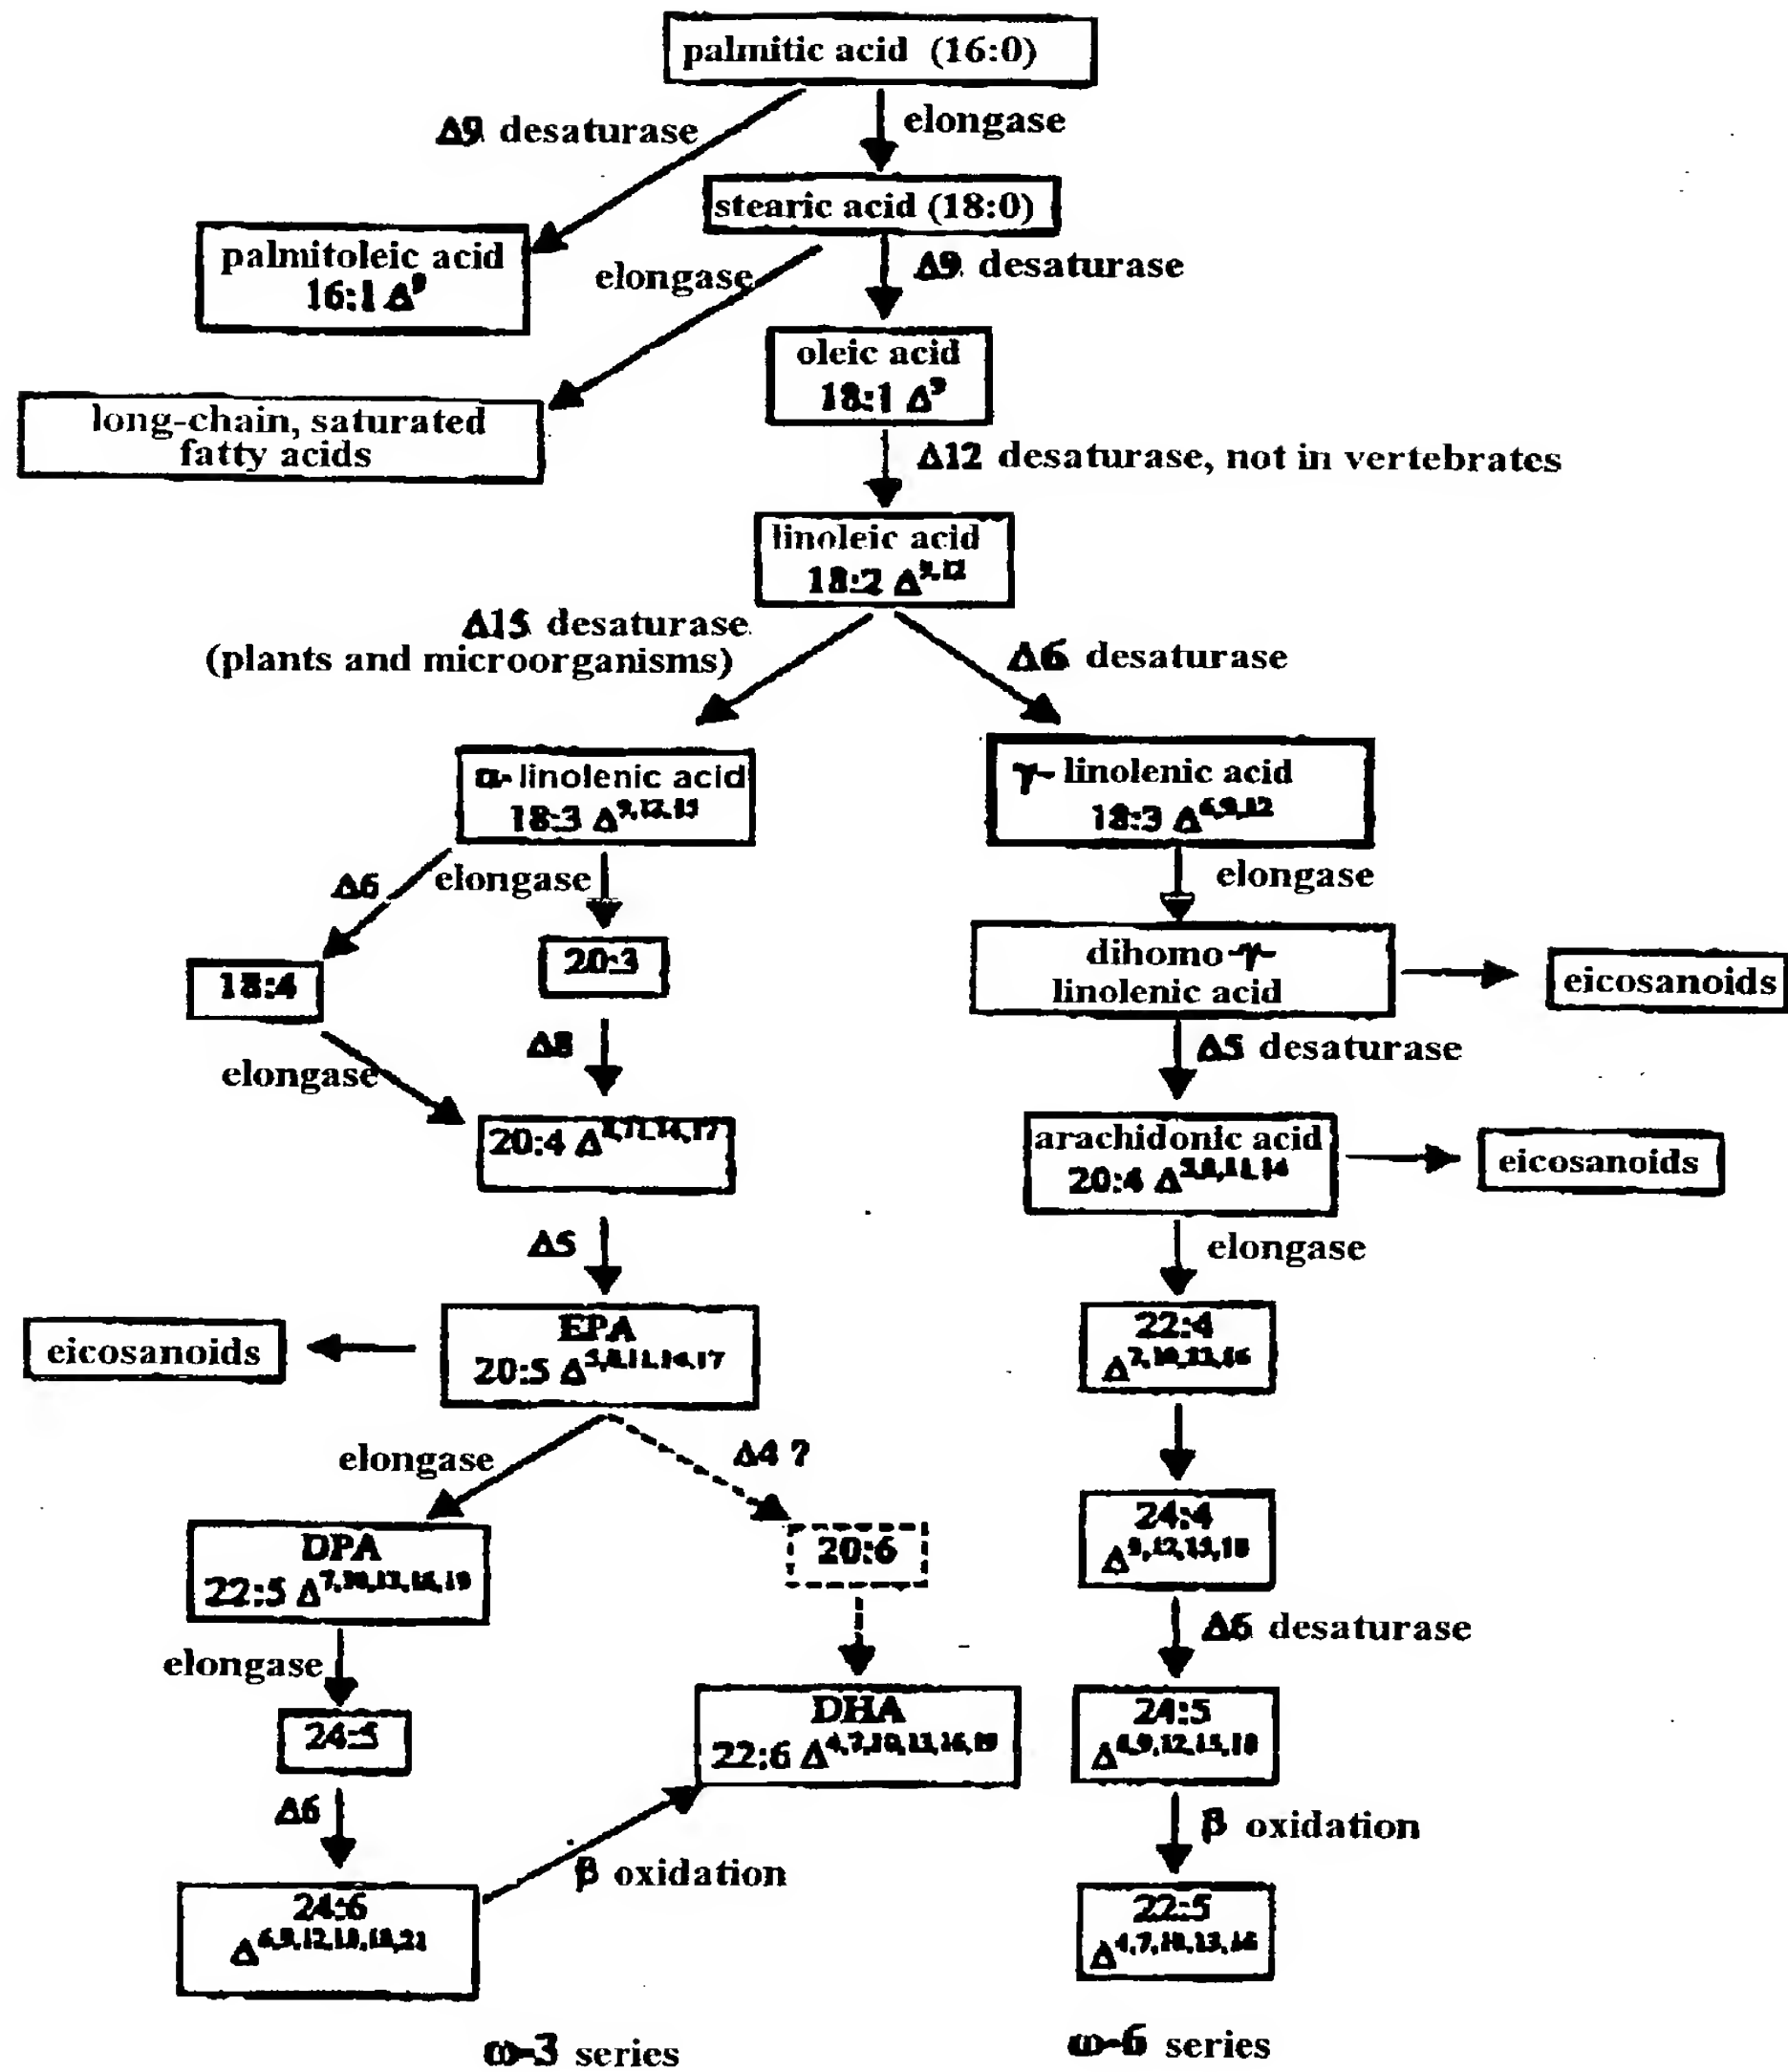 palmitic acid (16:0)
Δ9 desaturase
elongase
stearic acid (18:0)
palmitoleic acid
16:1 Δ⁹
elongase
Δ9 desaturase
oleic acid
18:1 Δ⁹
long-chain, saturated
fatty acids
Δ12 desaturase, not in vertebrates
linoleic acid
18:2 Δ⁹,¹²
Δ15 desaturase
(plants and microorganisms)
Δ6 desaturase
α- linolenic acid
18:3 Δ⁹,¹²,¹⁵
γ- linolenic acid
18:3 Δ⁶,⁹,¹²
Δ6
elongase
elongase
18:4
20:3
dihomo-γ-
linolenic acid
eicosanoids
elongase
Δ8
Δ5 desaturase
20:4 Δ⁸,¹¹,¹⁴,¹⁷
arachidonic acid
20:4 Δ⁵,⁸,¹¹,¹⁴
eicosanoids
Δ5
elongase
eicosanoids
EPA
20:5 Δ⁵,⁸,¹¹,¹⁴,¹⁷
22:4
Δ⁷,¹⁰,¹³,¹⁶
elongase
Δ4 ?
DPA
22:5 Δ⁷,¹⁰,¹³,¹⁶,¹⁹
20:6
24:4
Δ⁹,¹²,¹⁵,¹⁸
elongase
Δ6 desaturase
24:5
DHA
22:6 Δ⁴,⁷,¹⁰,¹³,¹⁶,¹⁹
24:5
Δ⁶,⁹,¹²,¹⁵,¹⁸
Δ6
β oxidation
β oxidation
24:6
Δ⁶,⁹,¹²,¹⁵,¹⁸,²¹
22:5
Δ⁴,⁷,¹⁰,¹³,¹⁶
ω-3 series
ω-6 series